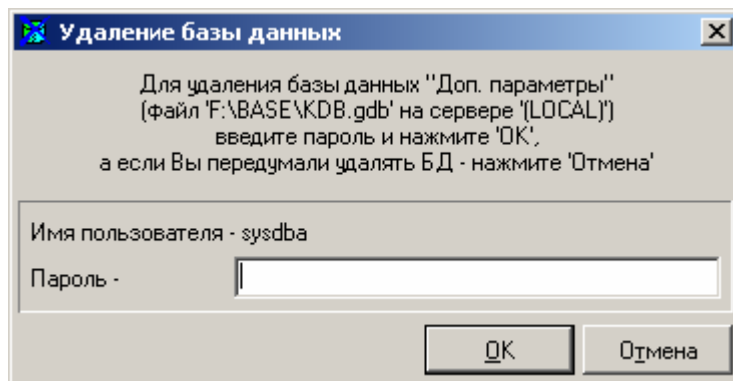 Удаление базы данных
Для удаления базы данных "Доп. параметры"
(файл 'F:\BASE\KDB.gdb' на сервере '(LOCAL)')
введите пароль и нажмите 'OK',
а если Вы передумали удалять БД - нажмите 'Отмена'
Имя пользователя - sysdba
Пароль -
OK
Отмена